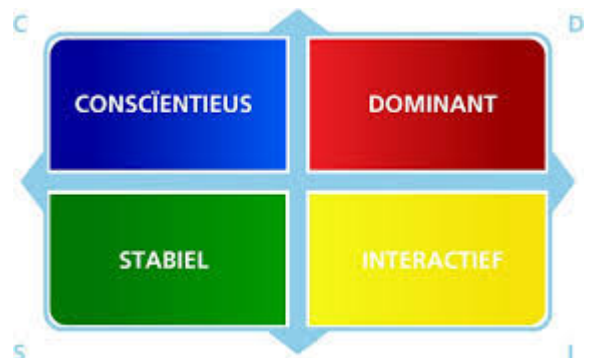 C D
CONSCÏENTIEUS DOMINANT
STABIEL INTERACTIEF
S I